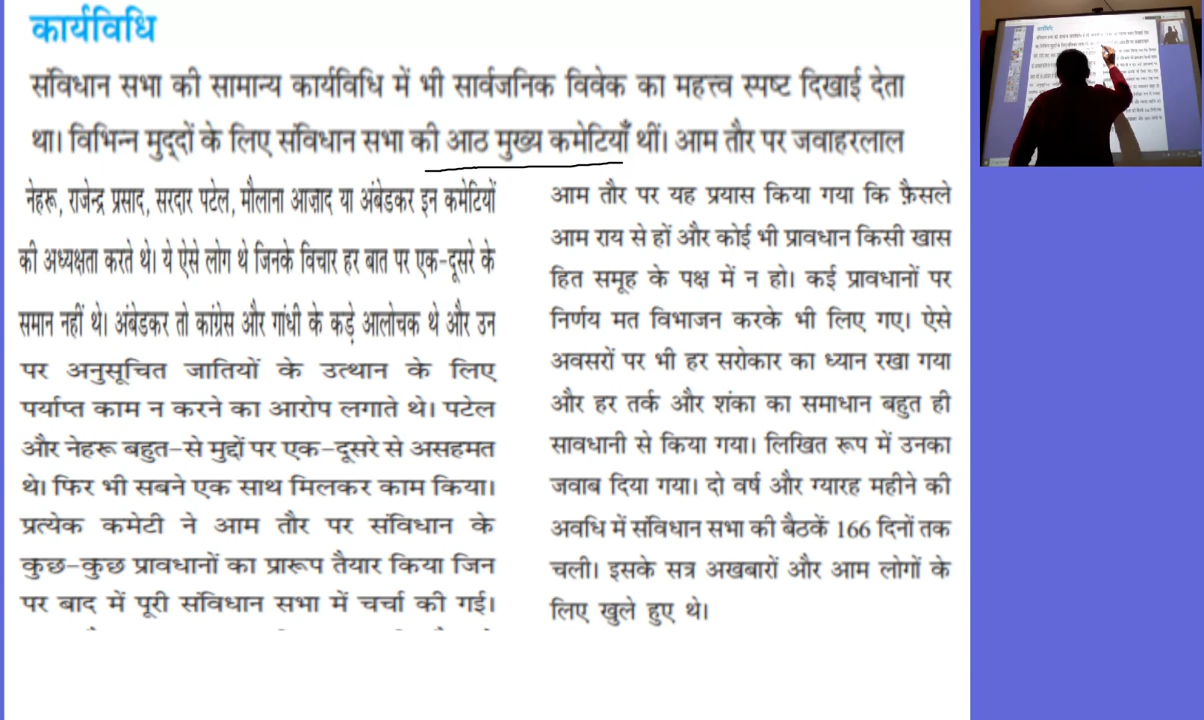 कार्यविधि
संविधान सभा की सामान्य कार्यविधि में भी सार्वजनिक विवेक का महत्त्व स्पष्ट दिखाई देता
था। विभिन्न मुद्दों के लिए संविधान सभा की आठ मुख्य कमेटियाँ थीं। आम तौर पर जवाहरलाल
नेहरू, राजेन्द्र प्रसाद, सरदार पटेल, मौलाना आज़ाद या अंबेडकर इन कमेटियों
की अध्यक्षता करते थे। ये ऐसे लोग थे जिनके विचार हर बात पर एक-दूसरे के
समान नहीं थे। अंबेडकर तो कांग्रेस और गांधी के कड़े आलोचक थे और उन
पर अनुसूचित जातियों के उत्थान के लिए
पर्याप्त काम न करने का आरोप लगाते थे। पटेल
और नेहरू बहुत-से मुद्दों पर एक-दूसरे से असहमत
थे। फिर भी सबने एक साथ मिलकर काम किया।
प्रत्येक कमेटी ने आम तौर पर संविधान के
कुछ-कुछ प्रावधानों का प्रारूप तैयार किया जिन
पर बाद में पूरी संविधान सभा में चर्चा की गई।
आम तौर पर यह प्रयास किया गया कि फ़ैसले
आम राय से हों और कोई भी प्रावधान किसी खास
हित समूह के पक्ष में न हो। कई प्रावधानों पर
निर्णय मत विभाजन करके भी लिए गए। ऐसे
अवसरों पर भी हर सरोकार का ध्यान रखा गया
और हर तर्क और शंका का समाधान बहुत ही
सावधानी से किया गया। लिखित रूप में उनका
जवाब दिया गया। दो वर्ष और ग्यारह महीने की
अवधि में संविधान सभा की बैठकें 166 दिनों तक
चली। इसके सत्र अखबारों और आम लोगों के
लिए खुले हुए थे।